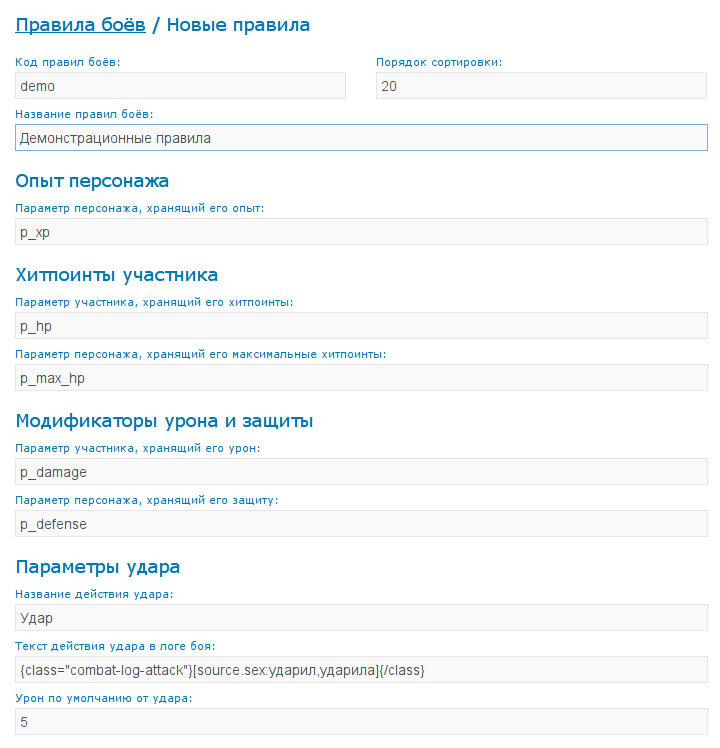 Правила боёв / Новые правила
Код правил боёв: Порядок сортировки:
demo 20
Название правил боёв:
Демонстрационные правила
Опыт персонажа
Параметр персонажа, хранящий его опыт:
p_xp
Хитпоинты участника
Параметр участника, хранящий его хитпоинты:
p_hp
Параметр персонажа, хранящий его максимальные хитпоинты:
p_max_hp
Модификаторы урона и защиты
Параметр участника, хранящий его урон:
p_damage
Параметр персонажа, хранящий его защиту:
p_defense
Параметры удара
Название действия удара:
Удар
Текст действия удара в логе боя:
{class="combat-log-attack"}[source.sex:ударил,ударила]{/class}
Урон по умолчанию от удара:
5